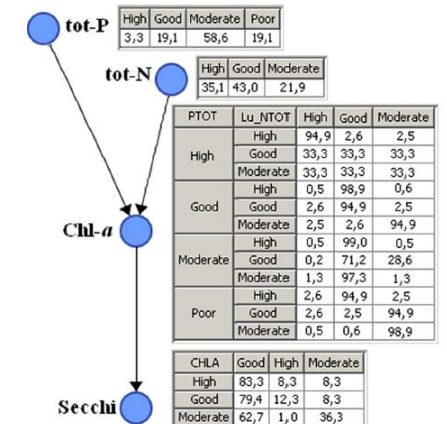 tot-P
High Good Moderate Poor
3,3 19,1 58,6 19,1
tot-N
High Good Moderate
35,1 43,0 21,9
PTOT Lu_NTOT High Good Moderate
High High 94,9 2,6 2,5
Good 33,3 33,3 33,3
Moderate 33,3 33,3 33,3
Good High 0,5 98,9 0,6
Good 2,6 94,9 2,5
Moderate 2,5 2,6 94,9
Moderate High 0,5 99,0 0,5
Good 0,2 71,2 28,6
Moderate 1,3 97,3 1,3
Poor High 2,6 94,9 2,5
Good 2,6 2,5 94,9
Moderate 0,5 0,6 98,9
Chl-a
CHLA Good High Moderate
High 83,3 8,3 8,3
Good 79,4 12,3 8,3
Moderate 62,7 1,0 36,3
Secchi